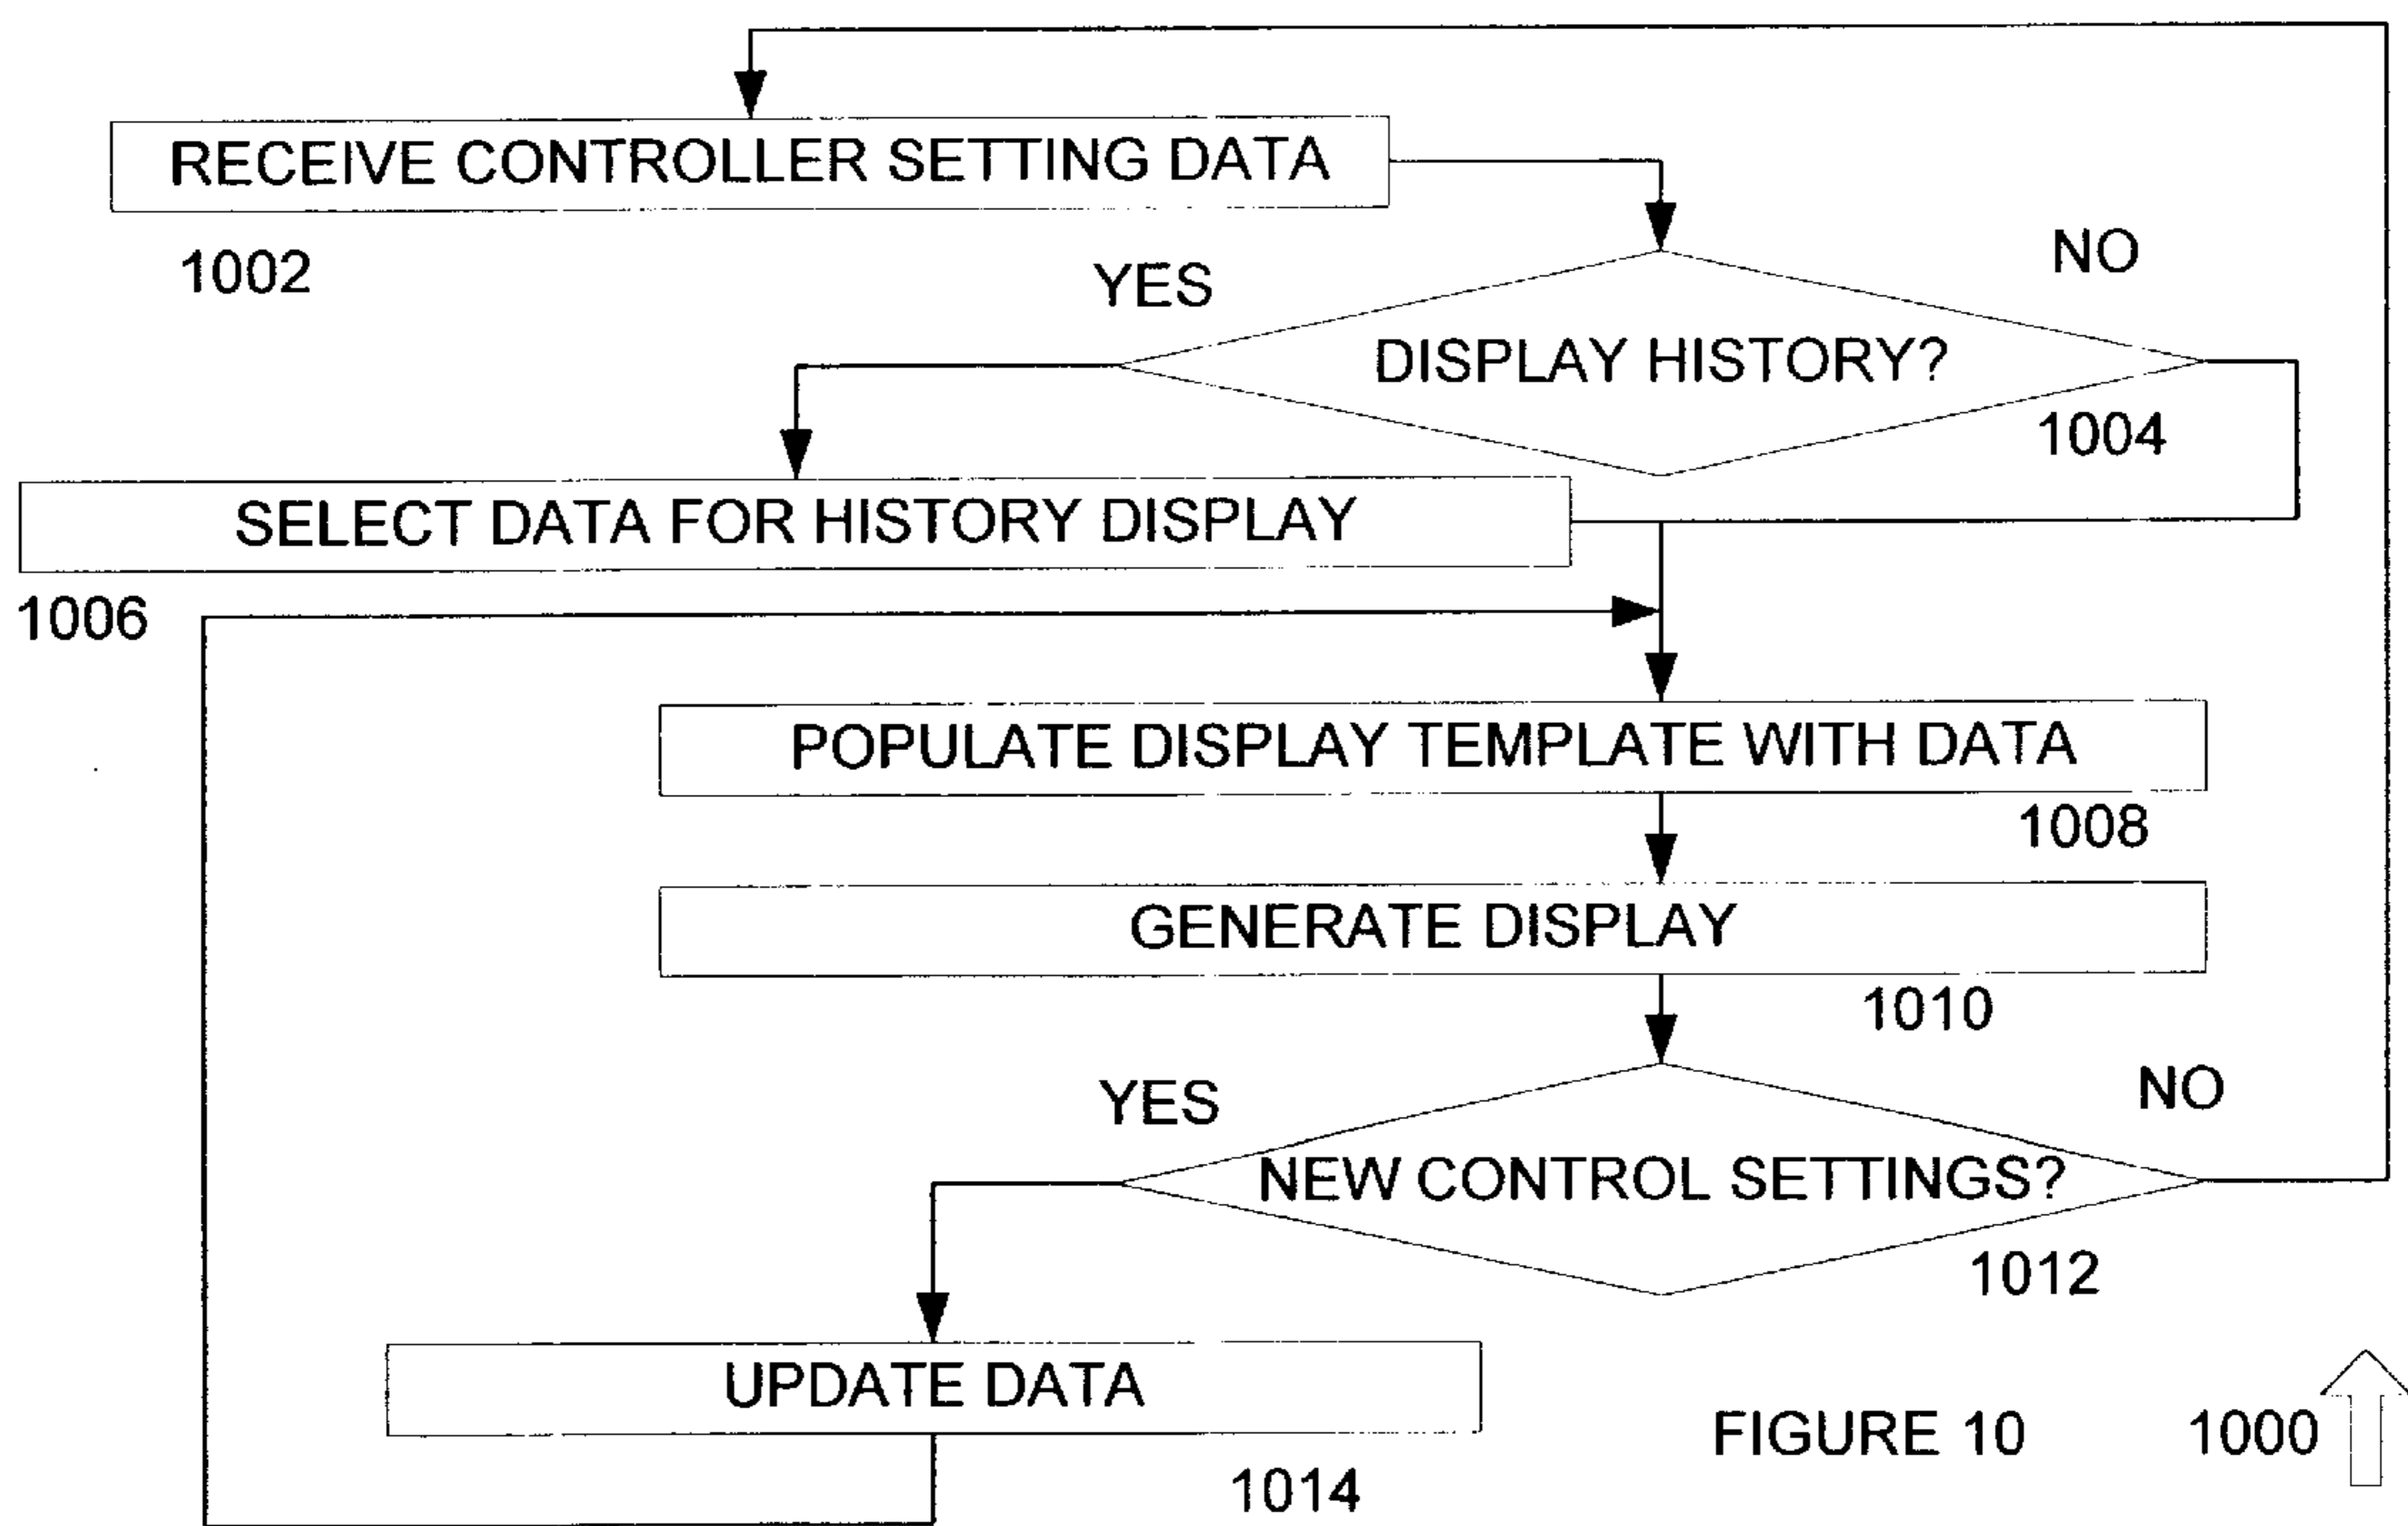 RECEIVE CONTROLLER SETTING DATA
1002
YES
NO
DISPLAY HISTORY?
1004
SELECT DATA FOR HISTORY DISPLAY
1006
POPULATE DISPLAY TEMPLATE WITH DATA
1008
GENERATE DISPLAY
1010
YES
NO
NEW CONTROL SETTINGS?
1012
UPDATE DATA
1014
FIGURE 10
1000